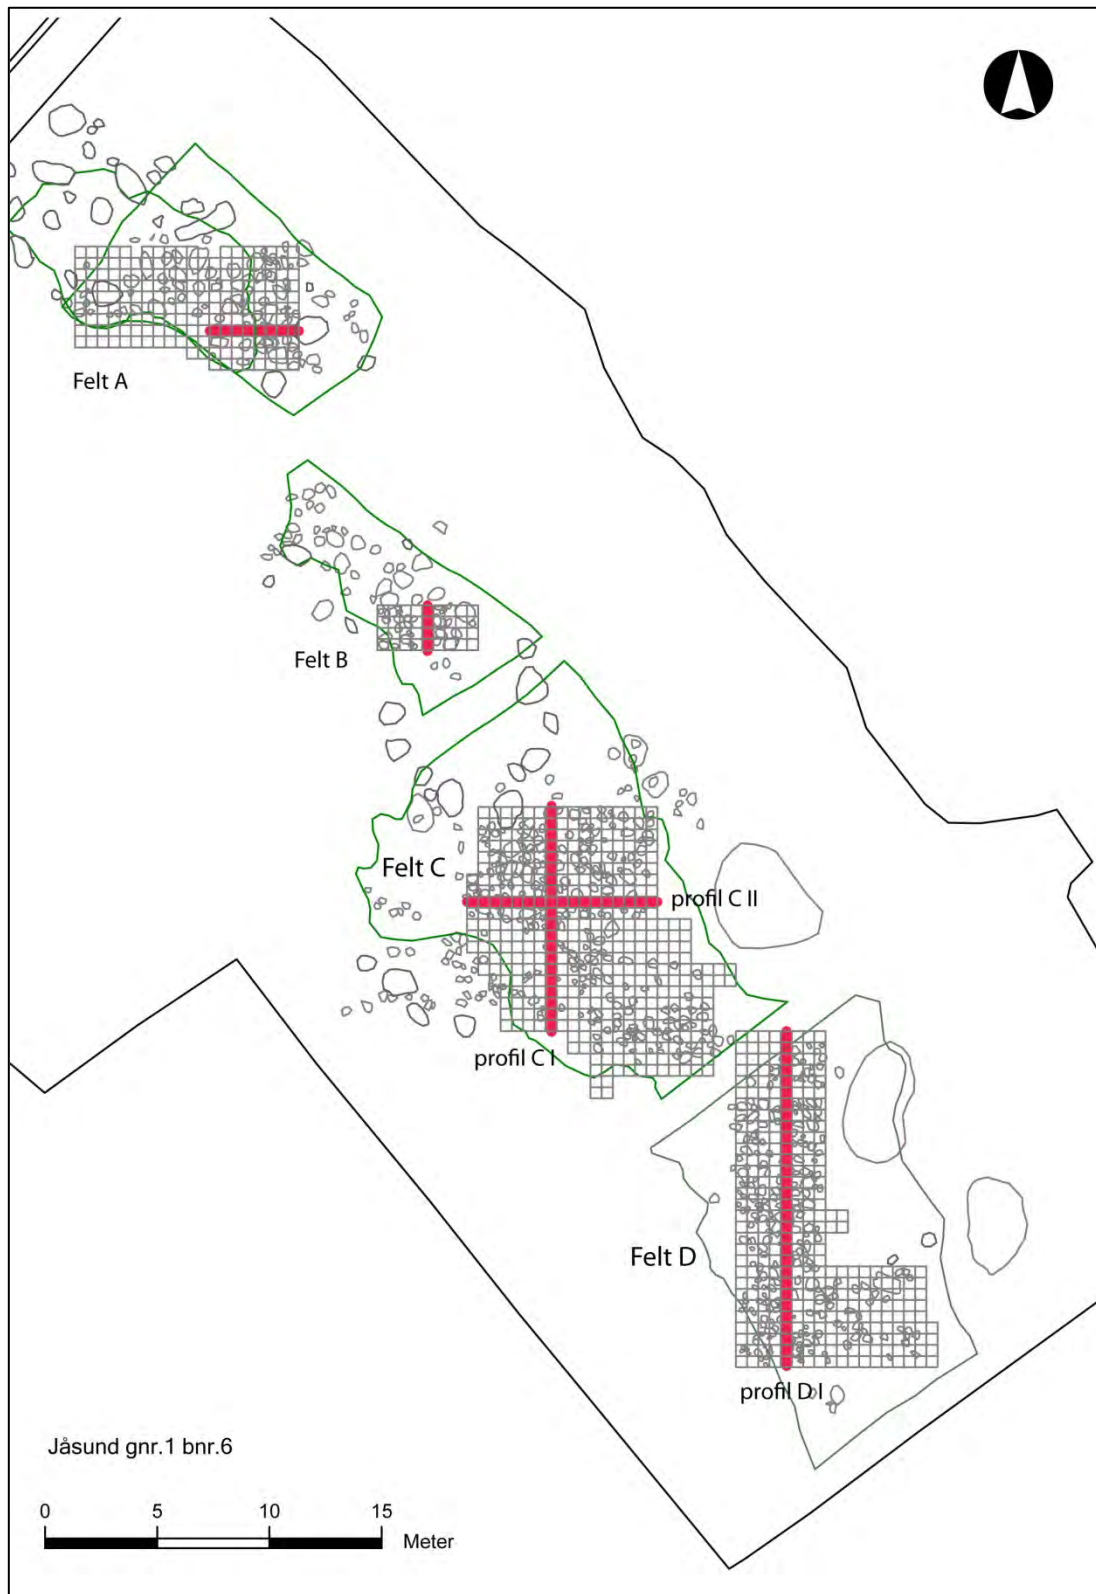 Felt A
Felt B
Felt C
profil C II
profil C I
Felt D
profil D I
Jåsund gnr.1 bnr.6
0 5 10 15
Meter